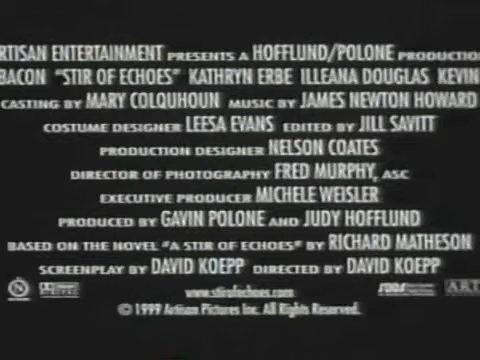 ARTISAN ENTERTAINMENT PRESENTS A HOFFLUND/POLONE PRODUCTION
BACON "STIR OF ECHOES" KATHRYN ERBE ILLEANA DOUGLAS KEVIN
CASTING BY MARY COLQUHOUN MUSIC BY JAMES NEWTON HOWARD
COSTUME DESIGNER LEESA EVANS EDITED BY JILL SAVITT
PRODUCTION DESIGNER NELSON COATES
DIRECTOR OF PHOTOGRAPHY FRED MURPHY, ASC
EXECUTIVE PRODUCER MICHELE WEISLER
PRODUCED BY GAVIN POLONE AND JUDY HOFFLUND
BASED ON THE NOVEL "A STIR OF ECHOES" BY RICHARD MATHESON
SCREENPLAY BY DAVID KOEPP DIRECTED BY DAVID KOEPP
DIGITAL www.stirofechoes.com SDDS ART
© 1999 Artisan Pictures Inc. All Rights Reserved.